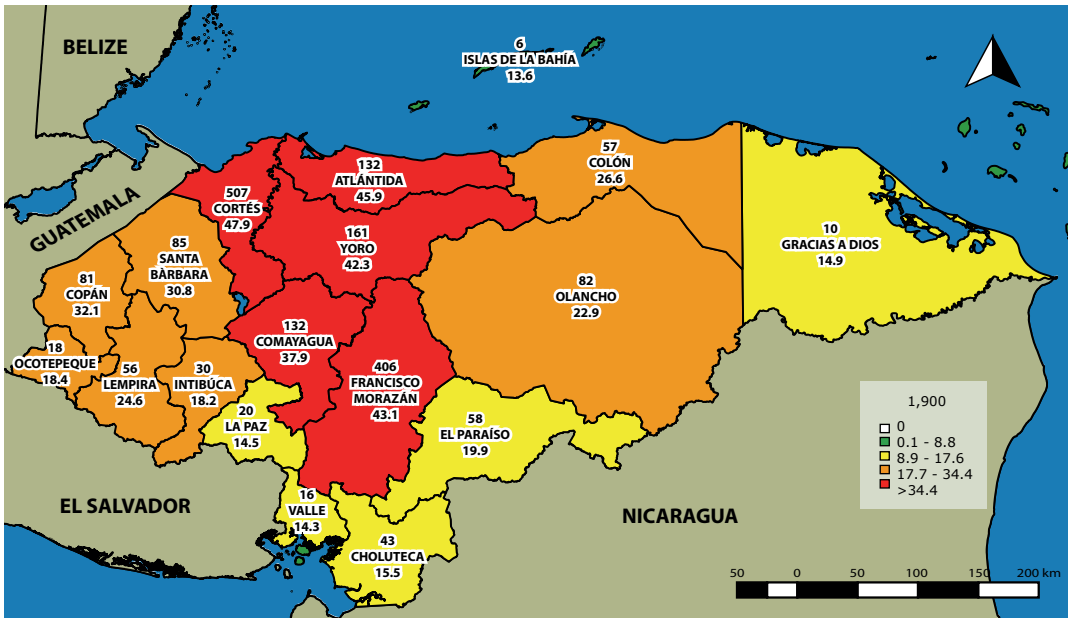 BELIZE
6
ISLAS DE LA BAHÍA
13.6
GUATEMALA
507
CORTÉS
47.9
132
ATLÁNTIDA
45.9
57
COLÓN
26.6
161
YORO
42.3
10
GRACIAS A DIOS
14.9
85
SANTA
BÀRBARA
30.8
81
COPÁN
32.1
82
OLANCHO
22.9
18
OCOTEPEQUE
18.4
56
LEMPIRA
24.6
30
INTIBÚCA
18.2
132
COMAYAGUA
37.9
406
FRANCISCO
MORAZÁN
43.1
20
LA PAZ
14.5
58
EL PARAÍSO
19.9
16
VALLE
14.3
43
CHOLUTECA
15.5
EL SALVADOR
NICARAGUA
1,900
0
0.1 - 8.8
8.9 - 17.6
17.7 - 34.4
>34.4
50 0 50 100 150 200 km